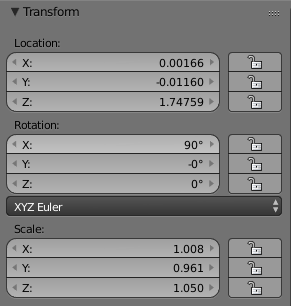 Transform
Location:
X: 0.00166
Y: -0.01160
Z: 1.74759
Rotation:
X: 90°
Y: -0°
Z: 0°
XYZ Euler
Scale:
X: 1.008
Y: 0.961
Z: 1.050